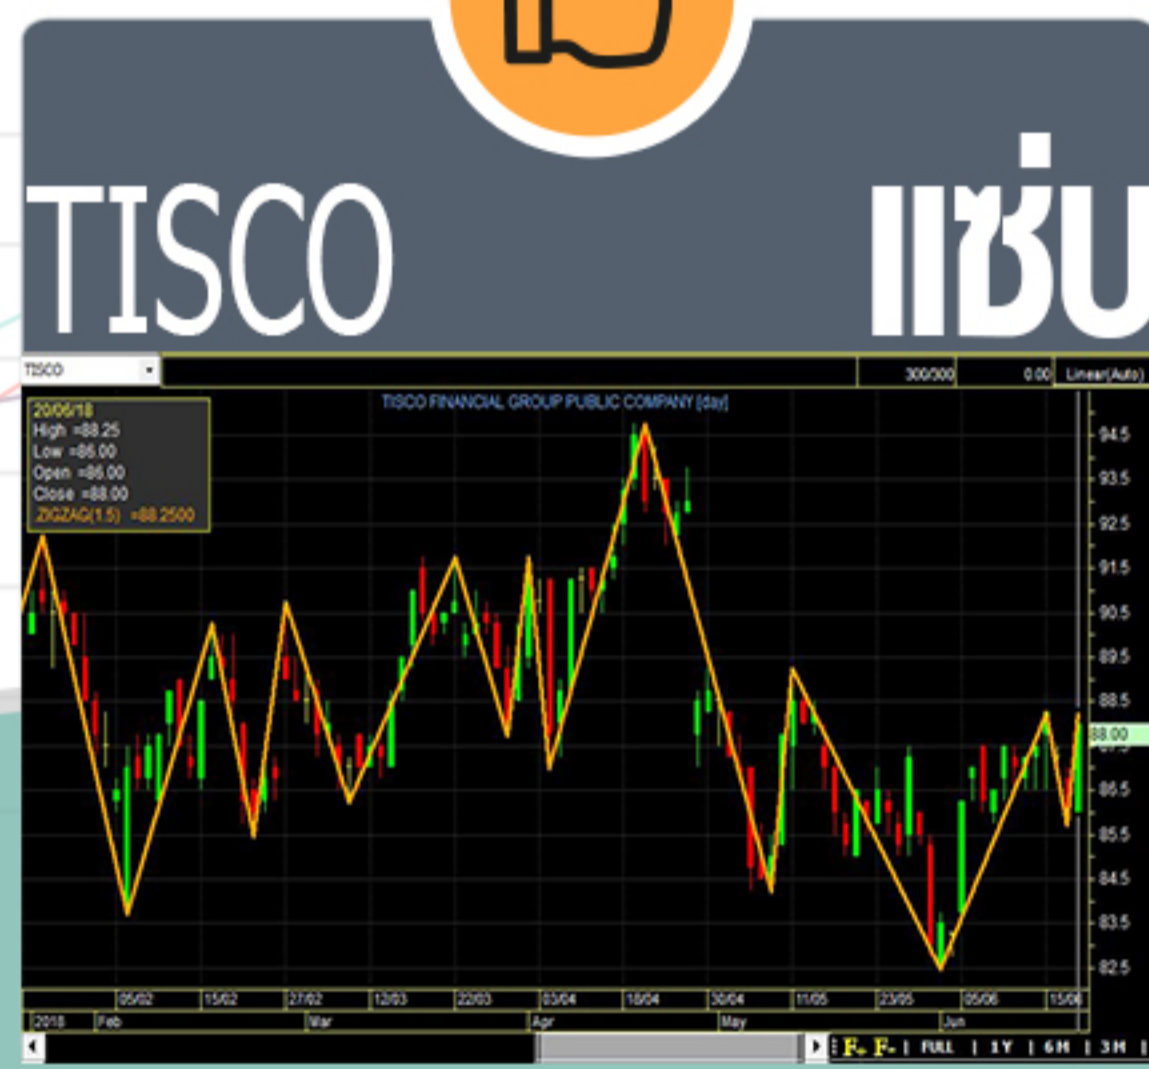 TISCO แซ่บ
TISCO 300/300 0.00 Linear(Auto)
TISCO FINANCIAL GROUP PUBLIC COMPANY [day]
20/06/18
High =88.25
Low =86.00
Open =86.00
Close =88.00
ZIGZAG(1.5) =88.2500
94.5
93.5
92.5
91.5
90.5
89.5
88.5
88.00
87.5
86.5
85.5
84.5
83.5
82.5
05/02 15/02 27/02 12/03 22/03 03/04 18/04 30/04 11/05 23/05 05/06 15/06
2018 Feb Mar Apr May Jun
F+ F- | FULL | 1Y | 6M | 3M |